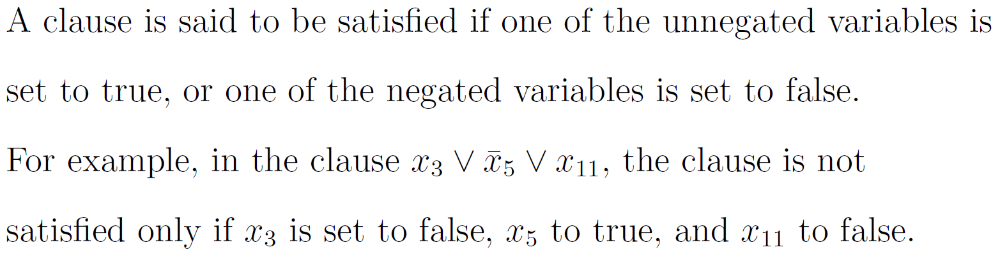 A clause is said to be satisfied if one of the unnegated variables is
set to true, or one of the negated variables is set to false.
For example, in the clause x₃ ∨ x̄₅ ∨ x₁₁, the clause is not
satisfied only if x₃ is set to false, x₅ to true, and x₁₁ to false.